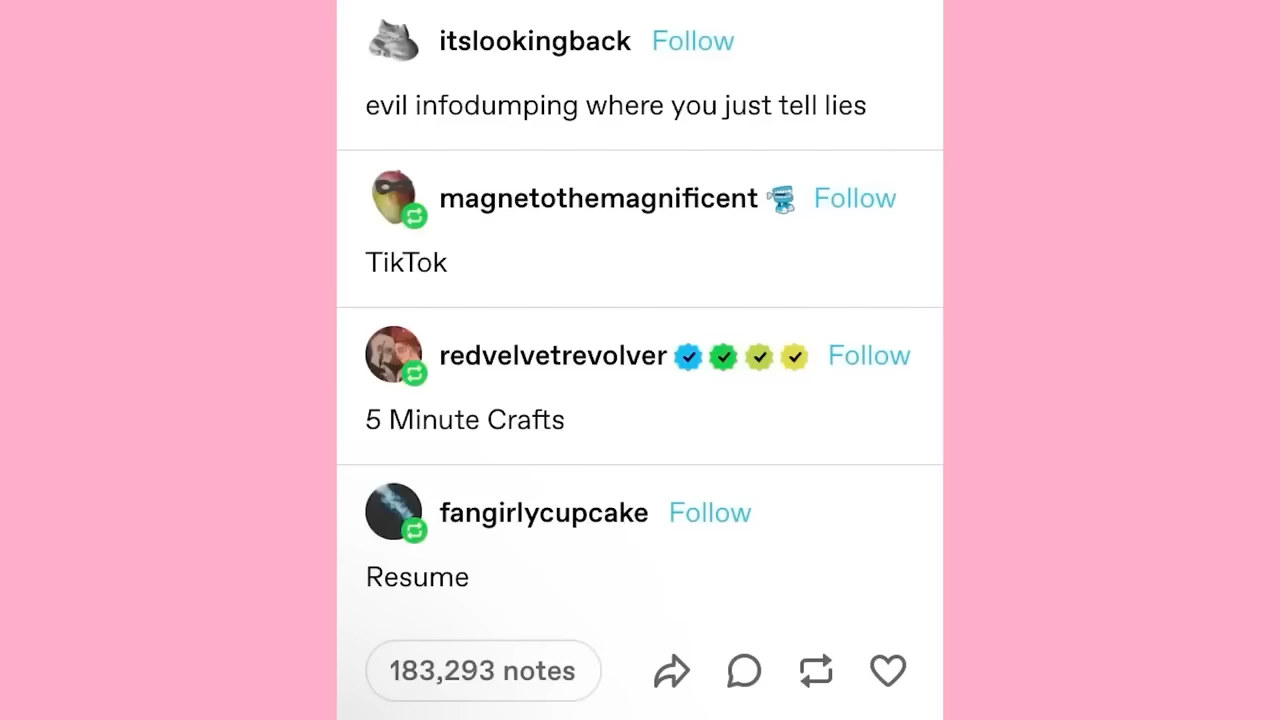 itslookingback Follow
evil infodumping where you just tell lies
magnetothemagnificent Follow
TikTok
redvelvetrevolver Follow
5 Minute Crafts
fangirlycupcake Follow
Resume
183,293 notes